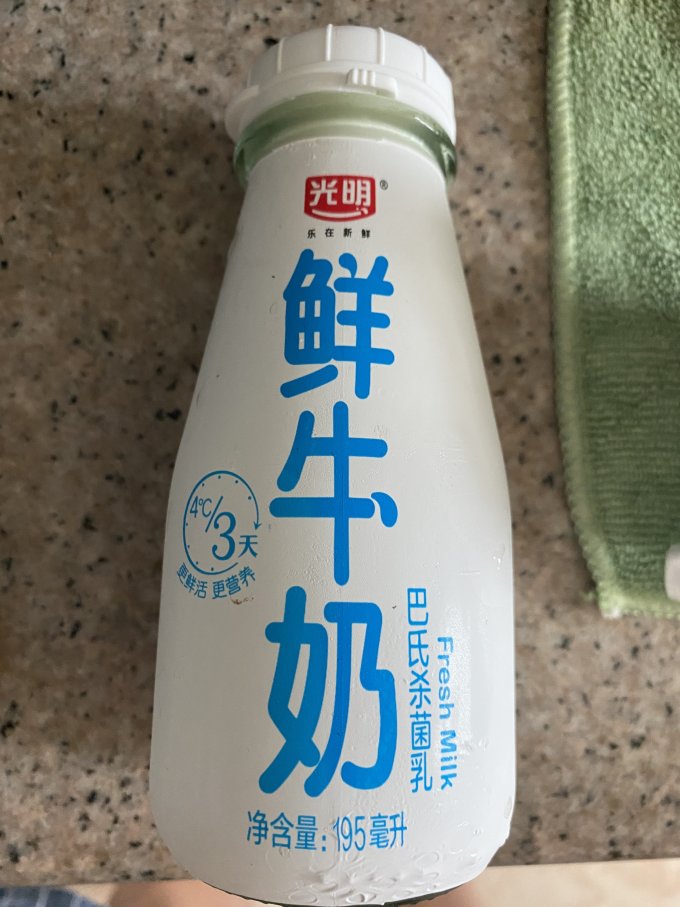 光明®
乐在新鲜
鲜牛奶
4℃/3天
更鲜活 更营养
巴氏杀菌乳
Fresh Milk
净含量：195毫升